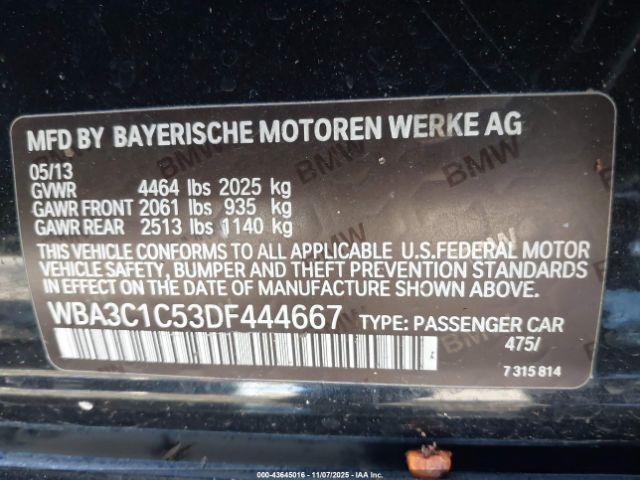 MFD BY BAYERISCHE MOTOREN WERKE AG
05/13
GVWR 4464 lbs 2025 kg
GAWR FRONT 2061 lbs 935 kg
GAWR REAR 2513 lbs 1140 kg
THIS VEHICLE CONFORMS TO ALL APPLICABLE U.S.FEDERAL MOTOR
VEHICLE SAFETY, BUMPER AND THEFT PREVENTION STANDARDS
IN EFFECT ON THE DATE OF MANUFACTURE SHOWN ABOVE.
WBA3C1C53DF444667 TYPE: PASSENGER CAR
475/
7 315 814
000-43645016 - 11/07/2025 - IAA Inc.